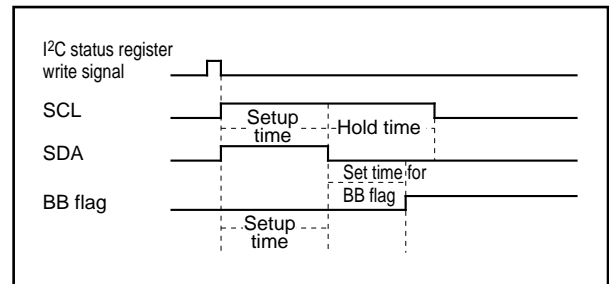 I²C status register
write signal
SCL
Setup
time
Hold time
SDA
Set time for
BB flag
BB flag
Setup
time